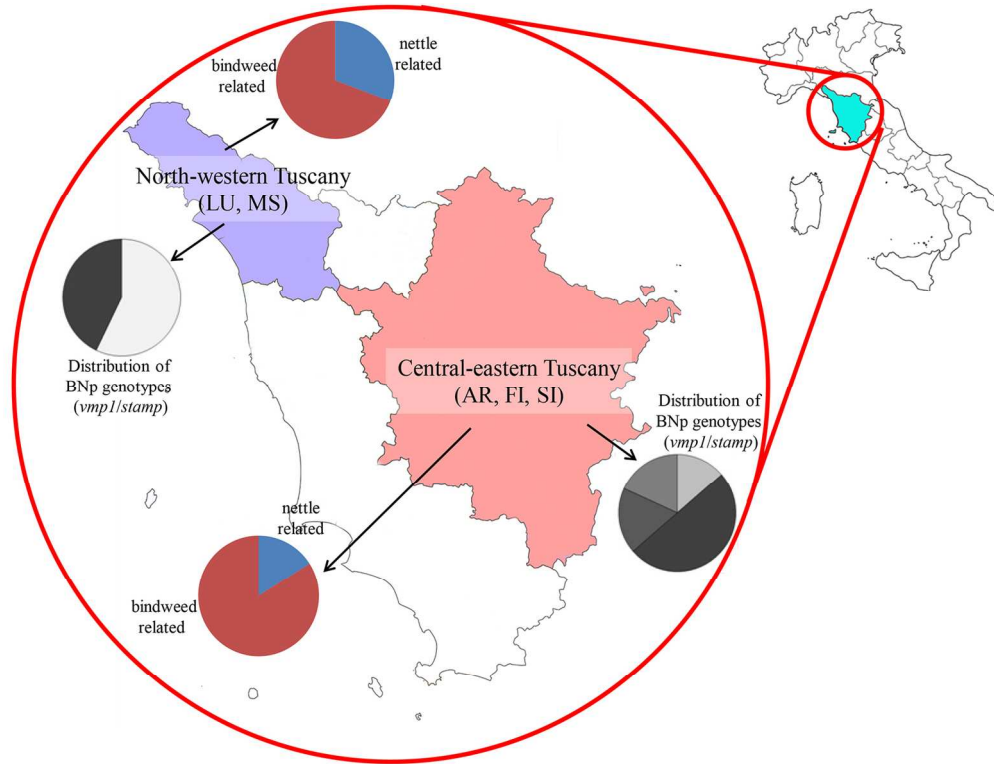 nettle
related
bindweed
related
North-western Tuscany
(LU, MS)
Distribution of
BNp genotypes
(vmp1/stamp)
Central-eastern Tuscany
(AR, FI, SI)
Distribution of
BNp genotypes
(vmp1/stamp)
nettle
related
bindweed
related